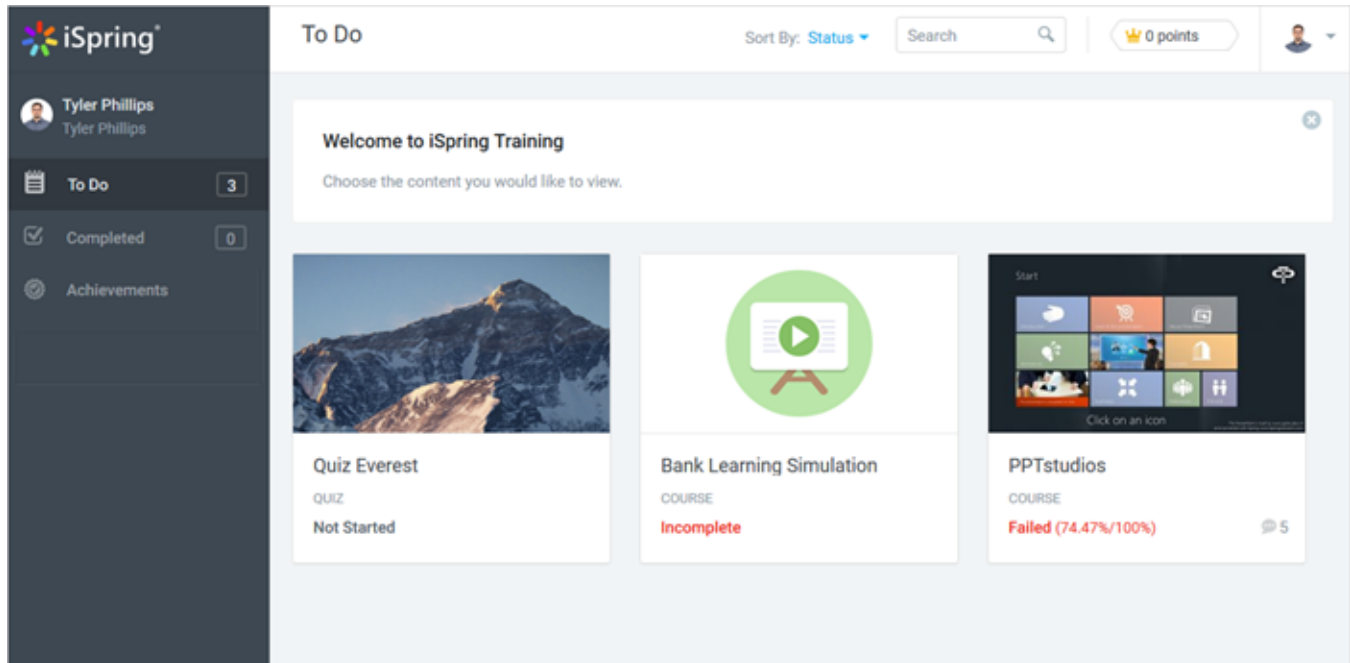 iSpring
Tyler Phillips
Tyler Phillips
To Do 3
Completed 0
Achievements
To Do
Sort By: Status
Search
0 points
Welcome to iSpring Training
Choose the content you would like to view.
Quiz Everest
QUIZ
Not Started
Bank Learning Simulation
COURSE
Incomplete
Start
Click on an icon
PPTstudios
COURSE
Failed (74.47%/100%)
5